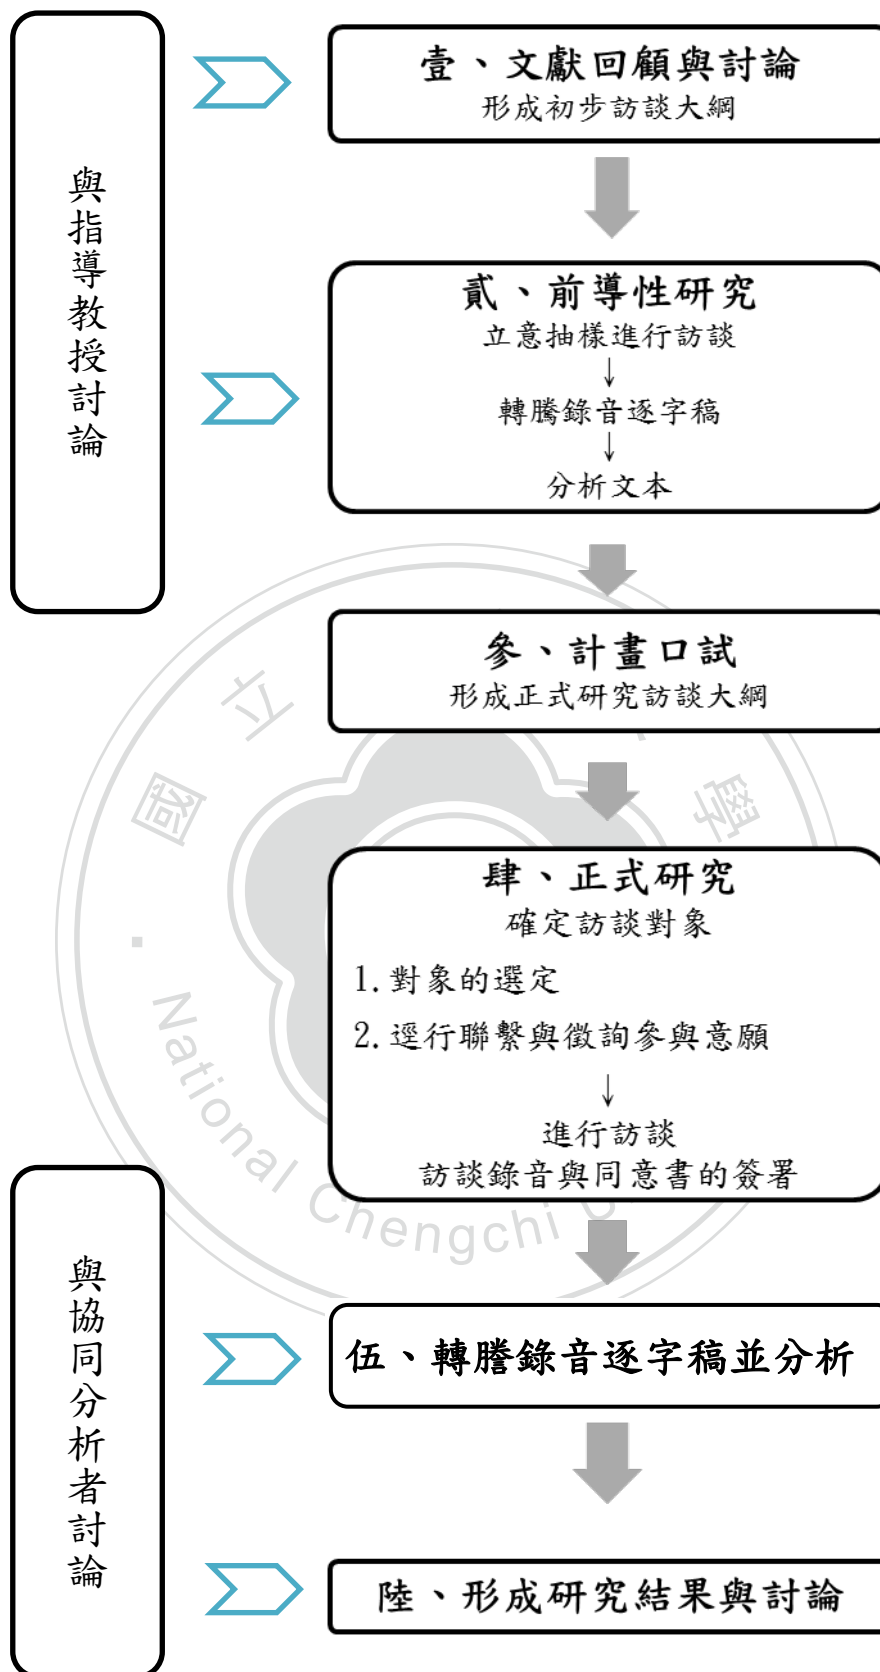 與指導教授討論
壹、文獻回顧與討論
形成初步訪談大綱
貳、前導性研究
立意抽樣進行訪談
↓
轉騰錄音逐字稿
↓
分析文本
參、計畫口試
形成正式研究訪談大綱
肆、正式研究
確定訪談對象
1.對象的選定
2.逕行聯繫與徵詢參與意願
↓
進行訪談
訪談錄音與同意書的簽署
與協同分析者討論
伍、轉謄錄音逐字稿並分析
陸、形成研究結果與討論
國立 學
National Chengchi